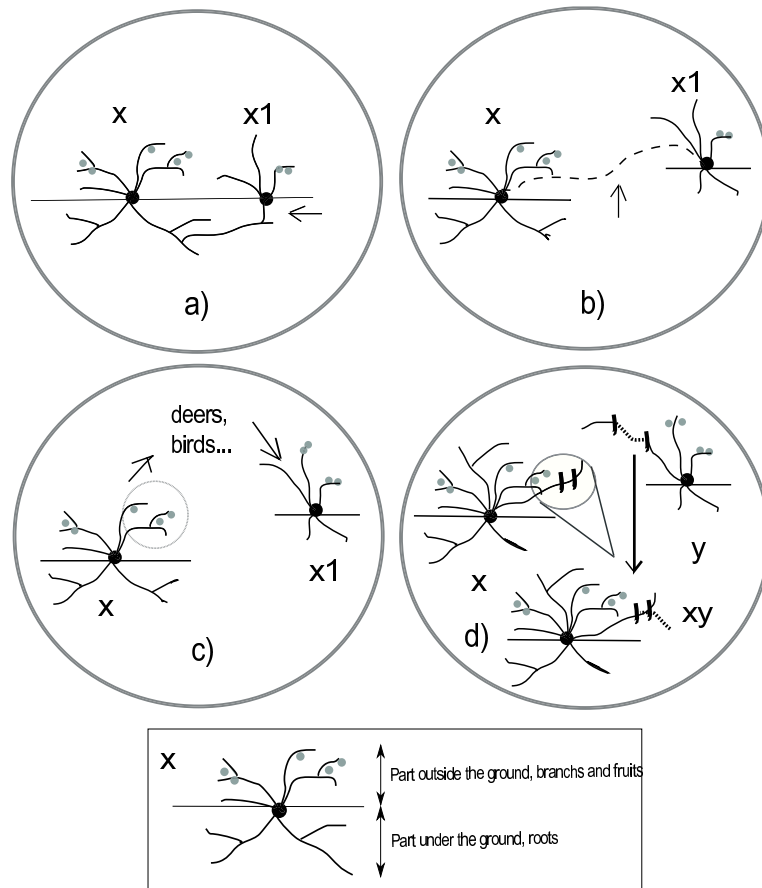 x
x1
a)
x
x1
b)
deers,
birds...
x
x1
c)
x
y
xy
d)
x
Part outside the ground, branchs and fruits
Part under the ground, roots